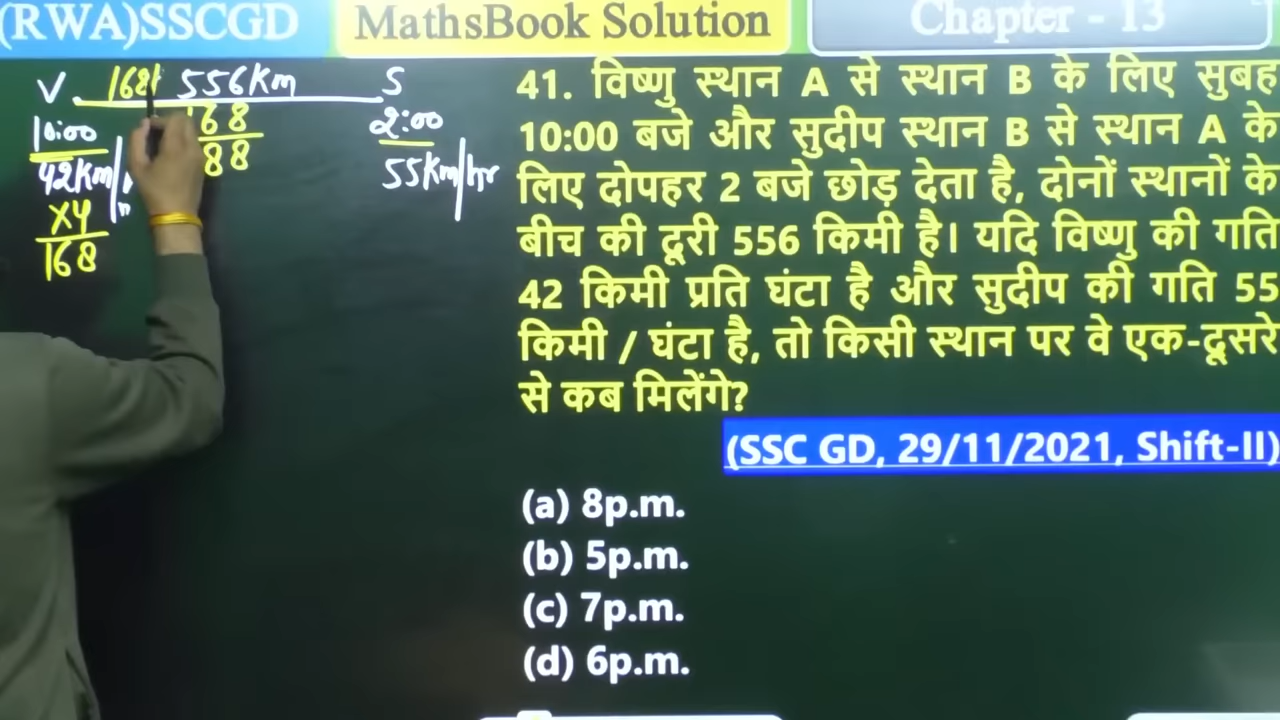 (RWA)SSCGD MathsBook Solution Chapter - 13
V 168 556Km S
10:00 168 2:00
42Km/ 88 55Km/hr
X4
168
41. विष्णु स्थान A से स्थान B के लिए सुबह
10:00 बजे और सुदीप स्थान B से स्थान A के
लिए दोपहर 2 बजे छोड़ देता है, दोनों स्थानों के
बीच की दूरी 556 किमी है। यदि विष्णु की गति
42 किमी प्रति घंटा है और सुदीप की गति 55
किमी / घंटा है, तो किसी स्थान पर वे एक-दूसरे
से कब मिलेंगे?
(SSC GD, 29/11/2021, Shift-II)
(a) 8p.m.
(b) 5p.m.
(c) 7p.m.
(d) 6p.m.